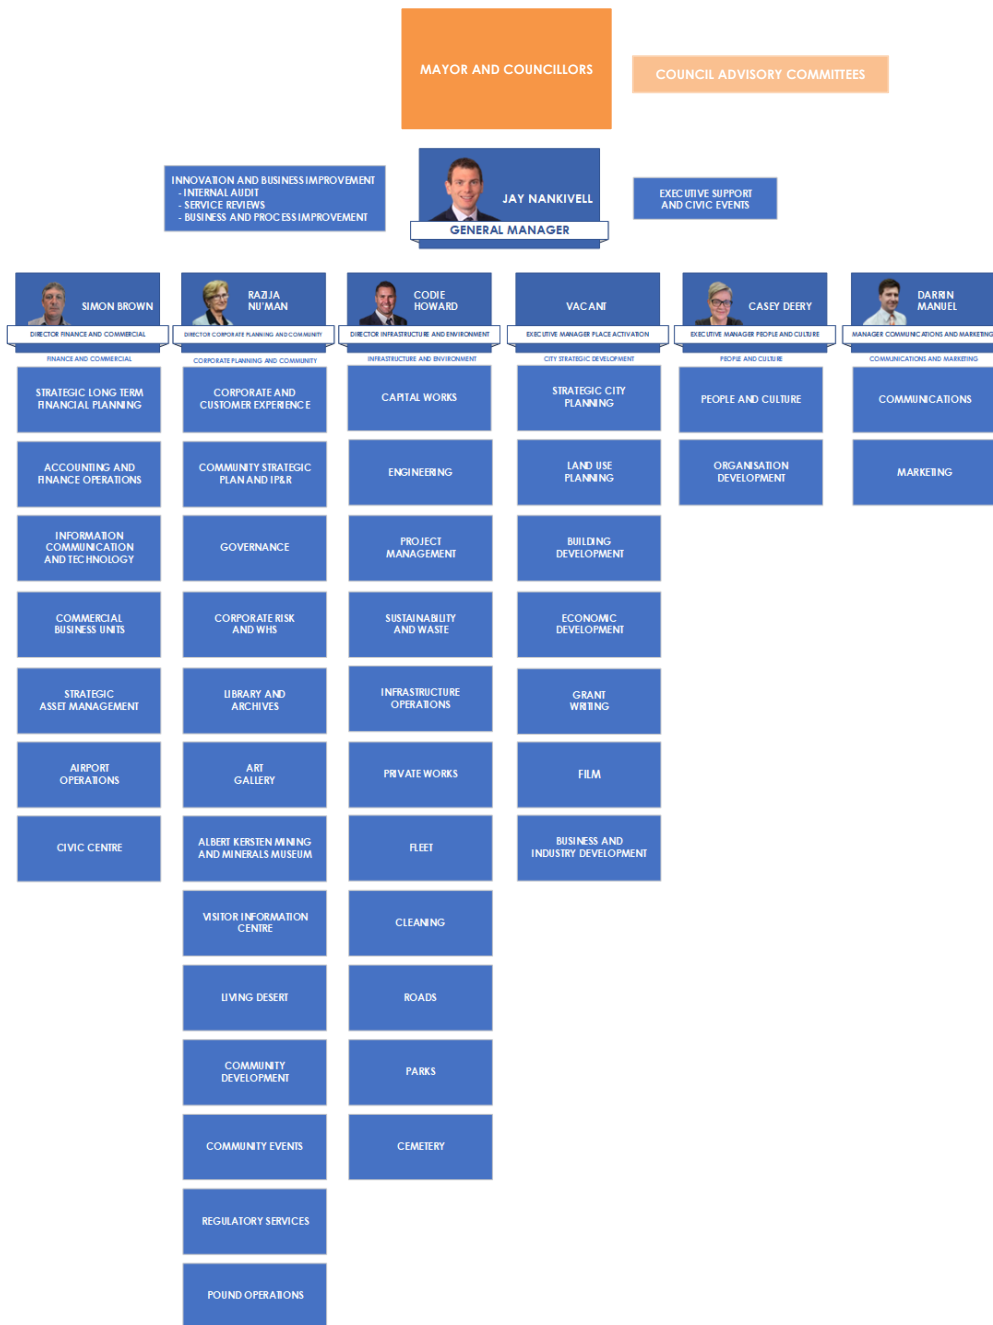 MAYOR AND COUNCILLORS
COUNCIL ADVISORY COMMITTEES
INNOVATION AND BUSINESS IMPROVEMENT
- INTERNAL AUDIT
- SERVICE REVIEWS
- BUSINESS AND PROCESS IMPROVEMENT
JAY NANKIVELL
GENERAL MANAGER
EXECUTIVE SUPPORT
AND CIVIC EVENTS
SIMON BROWN
DIRECTOR FINANCE AND COMMERCIAL
FINANCE AND COMMERCIAL
STRATEGIC LONG TERM
FINANCIAL PLANNING
ACCOUNTING AND
FINANCE OPERATIONS
INFORMATION
COMMUNICATION
AND TECHNOLOGY
COMMERCIAL
BUSINESS UNITS
STRATEGIC
ASSET MANAGEMENT
AIRPORT
OPERATIONS
CIVIC CENTRE
RAZIJA
NU'MAN
DIRECTOR CORPORATE PLANNING AND COMMUNITY
CORPORATE PLANNING AND COMMUNITY
CORPORATE AND
CUSTOMER EXPERIENCE
COMMUNITY STRATEGIC
PLAN AND IP&R
GOVERNANCE
CORPORATE RISK
AND WHS
LIBRARY AND
ARCHIVES
ART
GALLERY
ALBERT KERSTEN MINING
AND MINERALS MUSEUM
VISITOR INFORMATION
CENTRE
LIVING DESERT
COMMUNITY
DEVELOPMENT
COMMUNITY EVENTS
REGULATORY SERVICES
POUND OPERATIONS
CODIE
HOWARD
DIRECTOR INFRASTRUCTURE AND ENVIRONMENT
INFRASTRUCTURE AND ENVIRONMENT
CAPITAL WORKS
ENGINEERING
PROJECT
MANAGEMENT
SUSTAINABILITY
AND WASTE
INFRASTRUCTURE
OPERATIONS
PRIVATE WORKS
FLEET
CLEANING
ROADS
PARKS
CEMETERY
VACANT
EXECUTIVE MANAGER PLACE ACTIVATION
CITY STRATEGIC DEVELOPMENT
STRATEGIC CITY
PLANNING
LAND USE
PLANNING
BUILDING
DEVELOPMENT
ECONOMIC
DEVELOPMENT
GRANT
WRITING
FILM
BUSINESS AND
INDUSTRY DEVELOPMENT
CASEY DEERY
EXECUTIVE MANAGER PEOPLE AND CULTURE
PEOPLE AND CULTURE
PEOPLE AND CULTURE
ORGANISATION
DEVELOPMENT
DARRIN
MANUEL
MANAGER COMMUNICATIONS AND MARKETING
COMMUNICATIONS AND MARKETING
COMMUNICATIONS
MARKETING